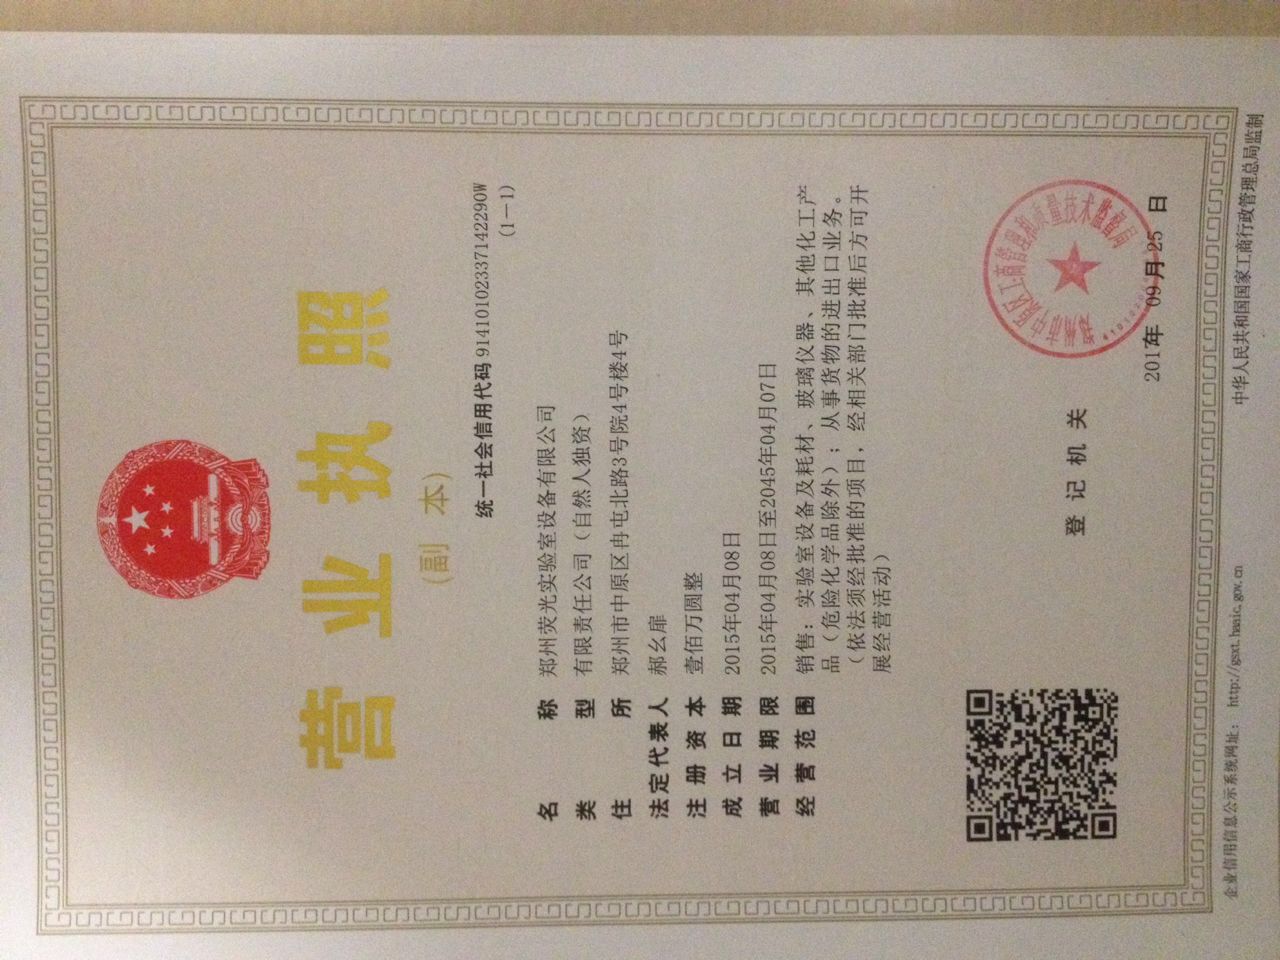 营业执照
(副 本)
统一社会信用代码 91410102337142290W
(1-1)
名称 郑州荧光实验室设备有限公司
类型 有限责任公司（自然人独资）
住所 郑州市中原区冉屯北路3号院4号楼4号
法定代表人 郝幺雇
注册资本 壹佰万圆整
成立日期 2015年04月08日
营业期限 2015年04月08日至2045年04月07日
经营范围 销售：实验室设备及耗材、玻璃仪器、其他化工产
品（危险化学品除外）；从事货物的进出口业务。
（依法须经批准的项目，经相关部门批准后方可开
展经营活动）
登记机关
2017年 09月 25日
企业信用信息公示系统网址： http://gsxt.haaic.gov.cn
中华人民共和国国家工商行政管理总局监制